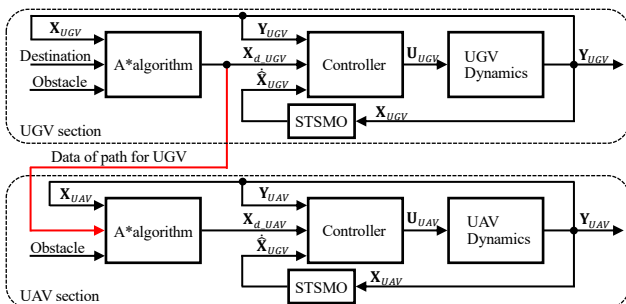 X_UGV
Y_UGV
Destination
A*algorithm
X_d_UGV
Controller
U_UGV
UGV
Dynamics
Y_UGV
Obstacle
Ẋ̂_UGV
STSMO
X_UGV
UGV section
Data of path for UGV
X_UAV
Y_UAV
A*algorithm
X_d_UAV
Controller
U_UAV
UAV
Dynamics
Y_UAV
Obstacle
Ẋ̂_UGV
STSMO
X_UAV
UAV section